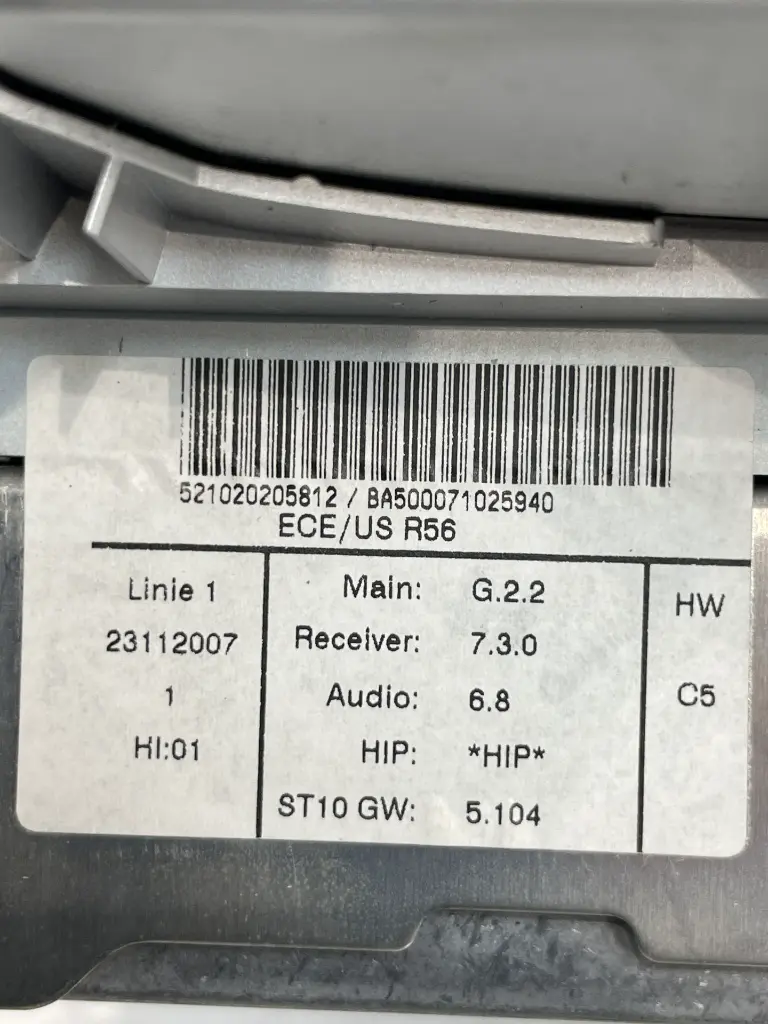 521020205812 / BA500071025940
ECE/US R56
Linie 1
23112007
1
HI:01
Main: G.2.2
Receiver: 7.3.0
Audio: 6.8
HIP: *HIP*
ST10 GW: 5.104
HW
C5